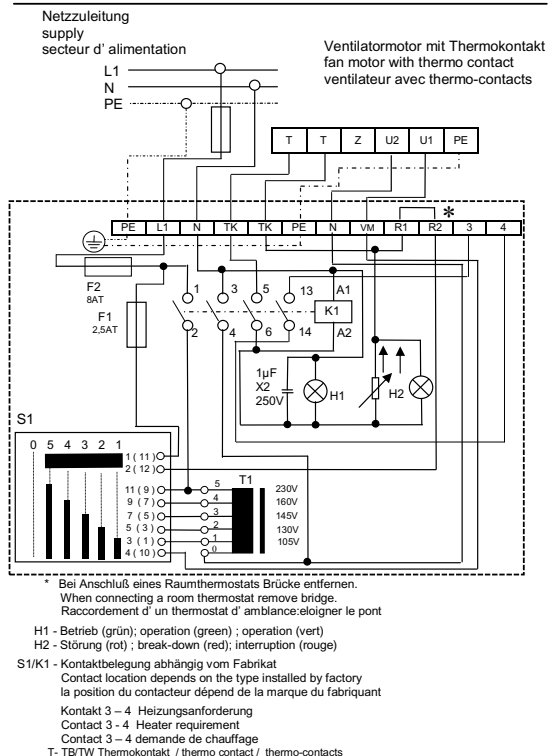 Netzzuleitung
supply
secteur d' alimentation
Ventilatormotor mit Thermokontakt
fan motor with thermo contact
ventilateur avec thermo-contacts
L1
N
PE
T T Z U2 U1 PE
*
PE L1 N TK TK PE N VM R1 R2 3 4
F2
8AT
F1
2,5AT
1 3 5 13 A1
K1
2 4 6 14 A2
1µF
X2
250V
H1
H2
S1
0 5 4 3 2 1
1 ( 11 )
2 ( 12 )
T1
11 ( 9 ) 5 230V
9 ( 7 ) 4 160V
7 ( 5 ) 3 145V
5 ( 3 ) 2 130V
3 ( 1 ) 1 105V
4 ( 10 ) 0
* Bei Anschluß eines Raumthermostats Brücke entfernen.
When connecting a room thermostat remove bridge.
Raccordement d' un thermostat d' amblance:eloigner le pont
H1 - Betrieb (grün); operation (green) ; operation (vert)
H2 - Störung (rot) ; break-down (red); interruption (rouge)
S1/K1 - Kontaktbelegung abhängig vom Fabrikat
Contact location depends on the type installed by factory
la position du contacteur dépend de la marque du fabriquant
Kontakt 3 – 4 Heizungsanforderung
Contact 3 - 4 Heater requirement
Contact 3 – 4 demande de chauffage
T- TB/TW Thermokontakt / thermo contact / thermo-contacts